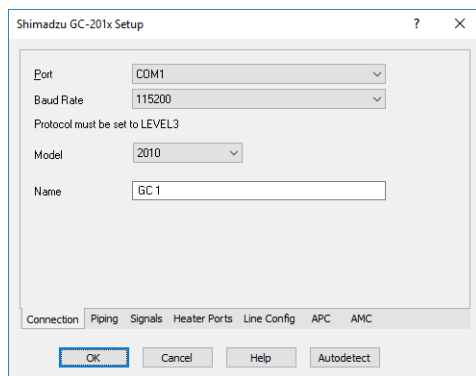 Shimadzu GC-201x Setup ?
Port COM1
Baud Rate 115200
Protocol must be set to LEVEL3
Model 2010
Name GC 1
Connection Piping Signals Heater Ports Line Config APC AMC
OK Cancel Help Autodetect